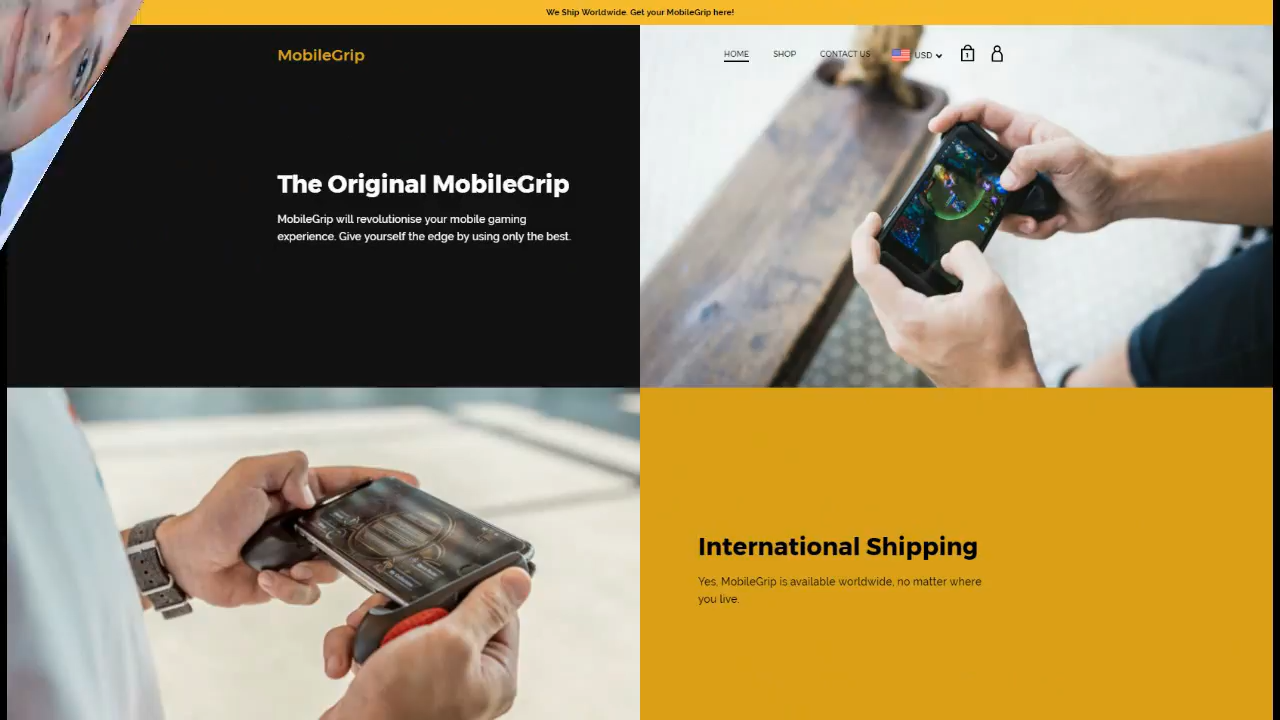 We Ship Worldwide. Get your MobileGrip here!
MobileGrip
HOME
SHOP
CONTACT US
USD
1
The Original MobileGrip
MobileGrip will revolutionise your mobile gaming
experience. Give yourself the edge by using only the best.
International Shipping
Yes, MobileGrip is available worldwide, no matter where
you live.